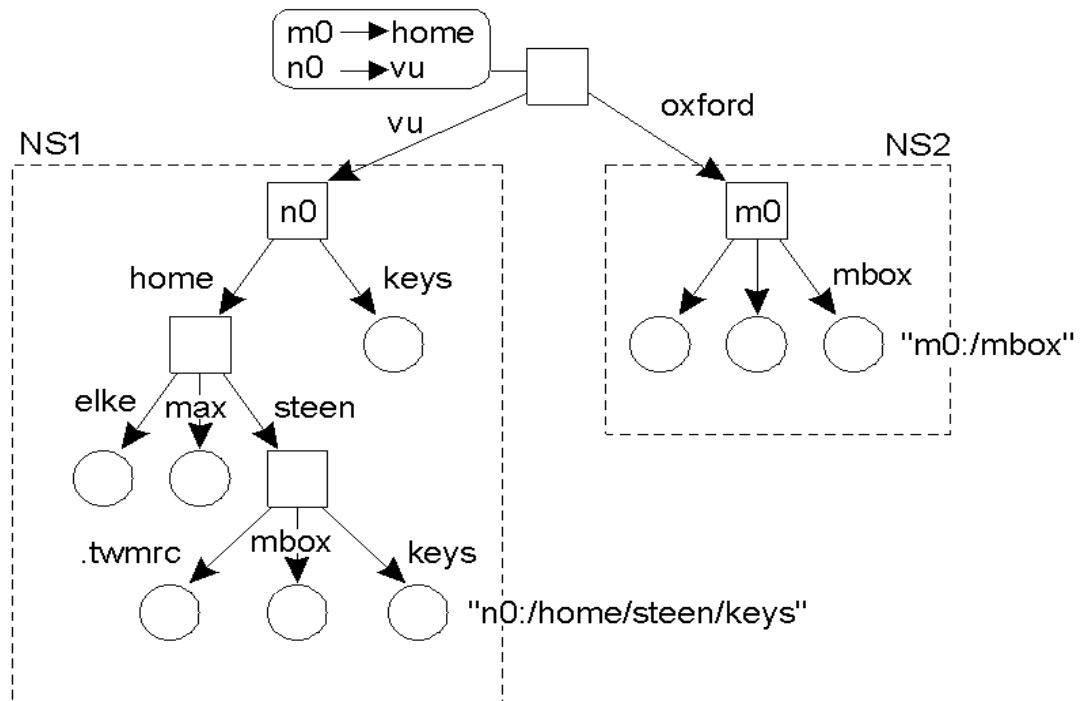 m0 → home
n0 → vu
vu
oxford
NS1
NS2
n0
m0
home
keys
mbox
"m0:/mbox"
elke
max
steen
.twmrc
mbox
keys
"n0:/home/steen/keys"